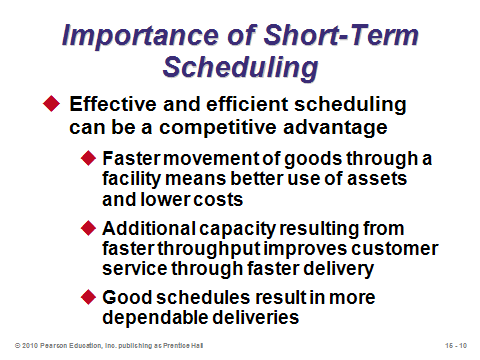 Importance of Short-Term
Scheduling
Effective and efficient scheduling
can be a competitive advantage
Faster movement of goods through a
facility means better use of assets
and lower costs
Additional capacity resulting from
faster throughput improves customer
service through faster delivery
Good schedules result in more
dependable deliveries
© 2010 Pearson Education, Inc. publishing as Prentice Hall
15 - 10